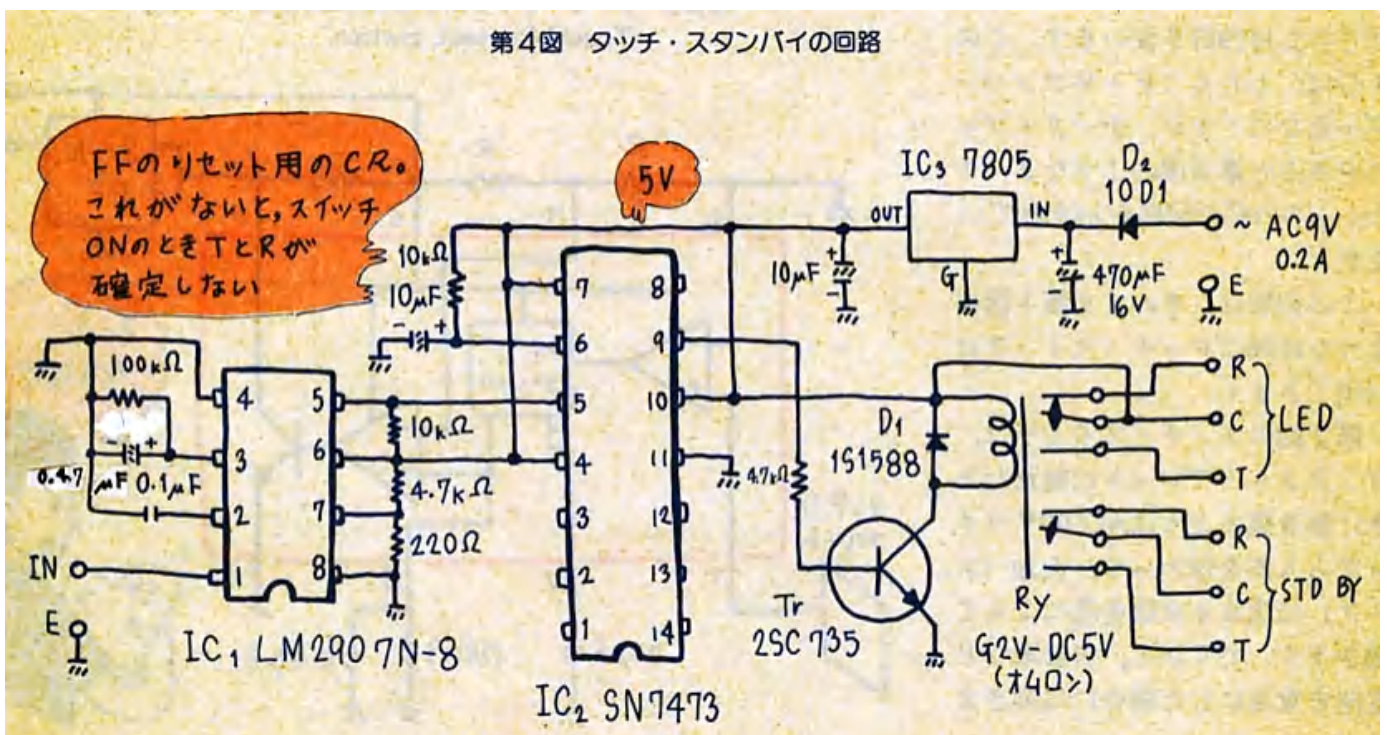 第4図 タッチ・スタンバイの回路
FFのリセット用のCR。
これがないと,スイッチ
ONのときTとRが
確定しない
5V
IC3 7805
D2
10D1
OUT
IN
G
~ AC9V
0.2A
E
10μF
+
-
+
-
470μF
16V
10kΩ
10μF
- +
100kΩ
- +
0.47
μF
0.1μF
4
3
2
1
5
6
7
8
IN
E
IC1 LM2907N-8
10kΩ
4.7kΩ
220Ω
7
6
5
4
3
2
1
8
9
10
11
12
13
14
IC2 SN7473
4.7kΩ
D1
1S1588
Tr
2SC735
Ry
G2V-DC5V
(オムロン)
R
C
T
LED
R
C
T
STD BY